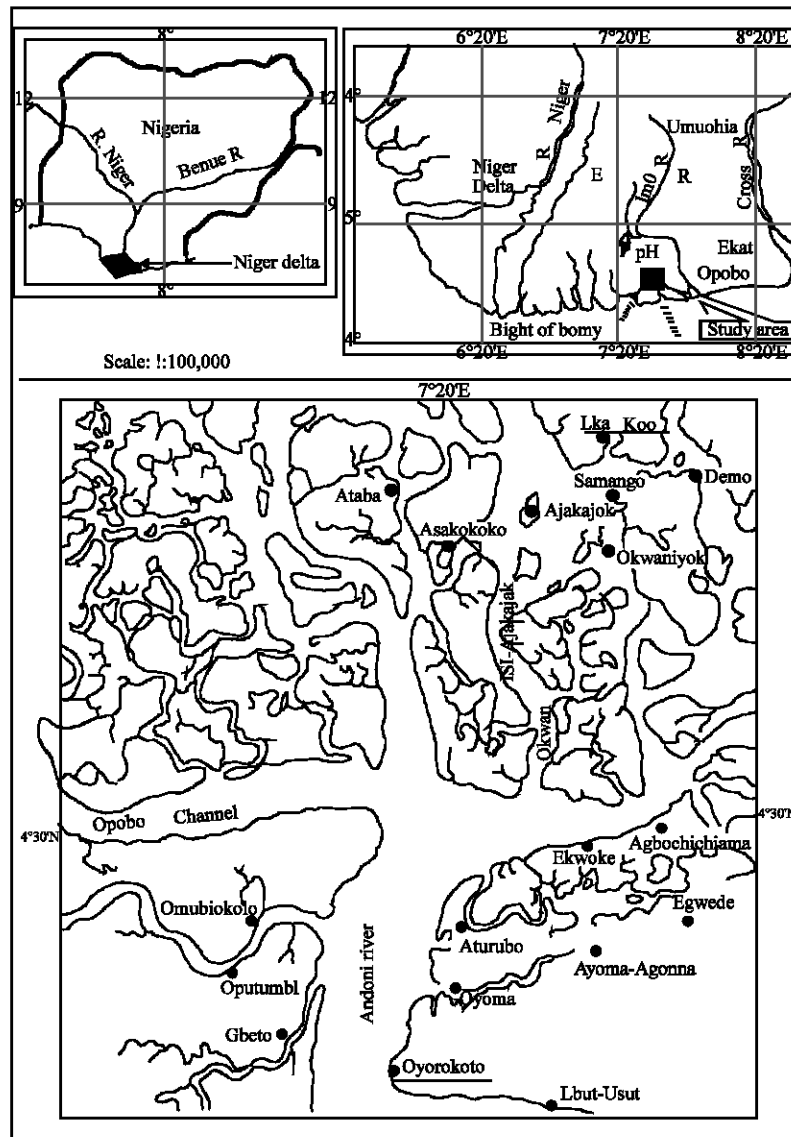 8°
12
12
Nigeria
R. Niger
Benue R
9
9
Niger delta
8°
Scale: !:100,000
6°20'E
7°20'E
8°20'E
4°
Niger
R
Umuohia
R
Cross
Niger
Delta
E
Im0 R
R
5°
pH
Ekat
Opobo
Bight of bomy
Study area
4°
6°20'E
7°20'E
8°20'E
7°20'E
Lka Koo
Samango
Demo
Ataba
Ajakajok
Asakokoko
Okwaniyok
ISI-Ajakajak
Okwan
Opobo Channel
4°30'N
4°30'N
Agbochichjama
Ekwoke
Egwede
Omubiokolo
Aturubo
Ayoma-Agonna
Oputumbl
Oyoma
Andoni river
Gbeto
Oyorokoto
Lbut-Usut